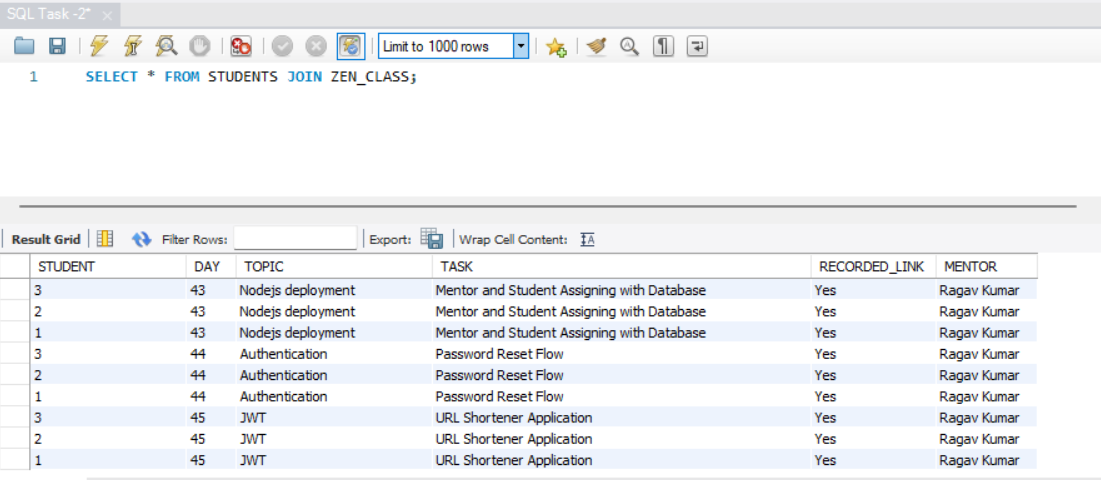 SQL Task -2*
Limit to 1000 rows
1 SELECT * FROM STUDENTS JOIN ZEN_CLASS;
Result Grid Filter Rows: Export: Wrap Cell Content:
STUDENT DAY TOPIC TASK RECORDED_LINK MENTOR
3 43 Nodejs deployment Mentor and Student Assigning with Database Yes Ragav Kumar
2 43 Nodejs deployment Mentor and Student Assigning with Database Yes Ragav Kumar
1 43 Nodejs deployment Mentor and Student Assigning with Database Yes Ragav Kumar
3 44 Authentication Password Reset Flow Yes Ragav Kumar
2 44 Authentication Password Reset Flow Yes Ragav Kumar
1 44 Authentication Password Reset Flow Yes Ragav Kumar
3 45 JWT URL Shortener Application Yes Ragav Kumar
2 45 JWT URL Shortener Application Yes Ragav Kumar
1 45 JWT URL Shortener Application Yes Ragav Kumar